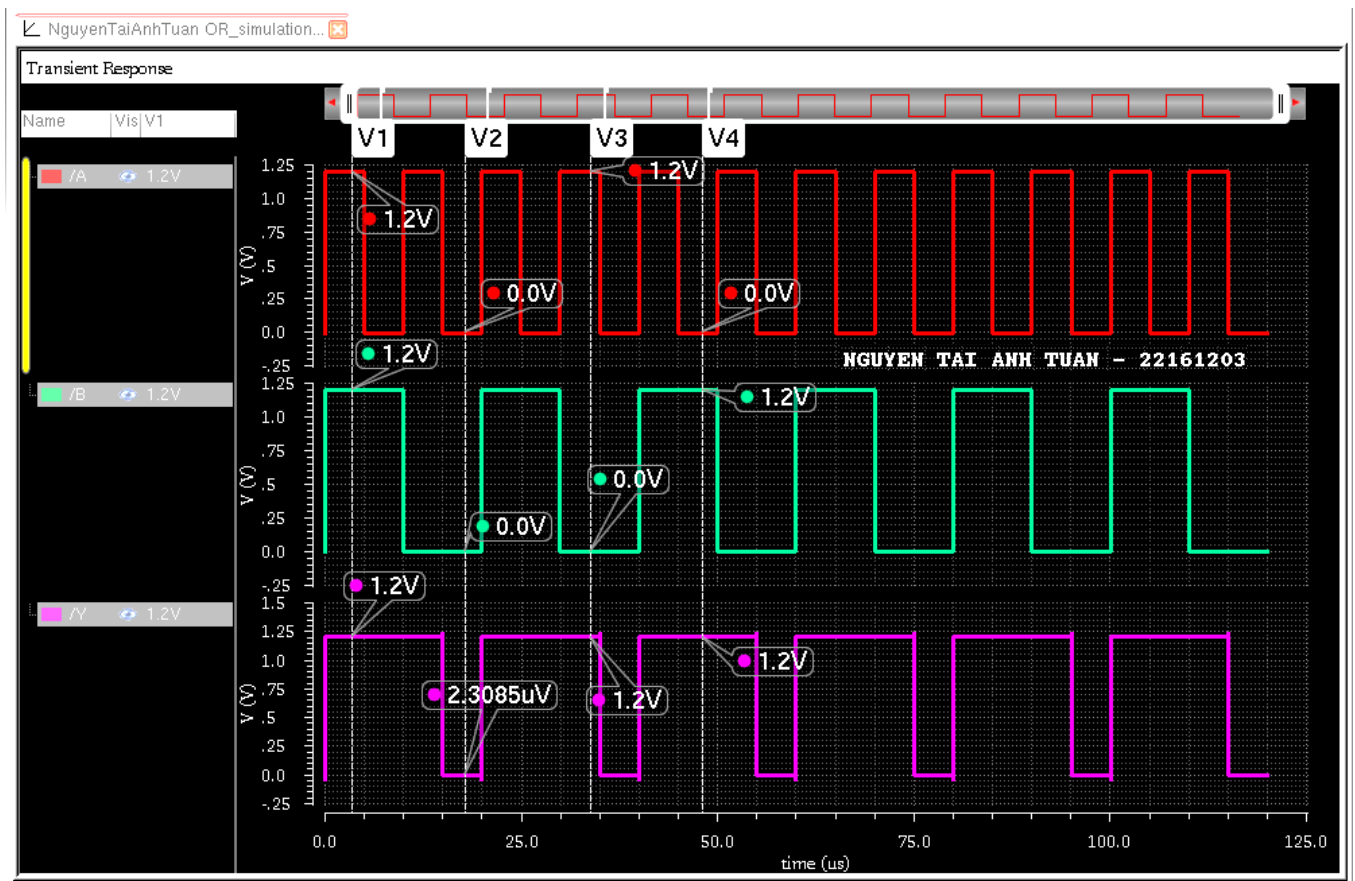 NguyenTaiAnhTuan OR_simulation...
Transient Response
Name Vis V1
V1 V2 V3 V4
/A 1.2V
1.25
1.0
.75
.5
.25
0.0
-.25
V (V)
1.2V
1.2V
0.0V
0.0V
NGUYEN TAI ANH TUAN - 22161203
/B 1.2V
1.25
1.0
.75
.5
.25
0.0
-.25
V (V)
1.2V
1.2V
0.0V
0.0V
/Y 1.2V
1.5
1.25
1.0
.75
.5
.25
0.0
-.25
V (V)
1.2V
1.2V
2.3085uV
1.2V
0.0 25.0 50.0 75.0 100.0 125.0
time (us)